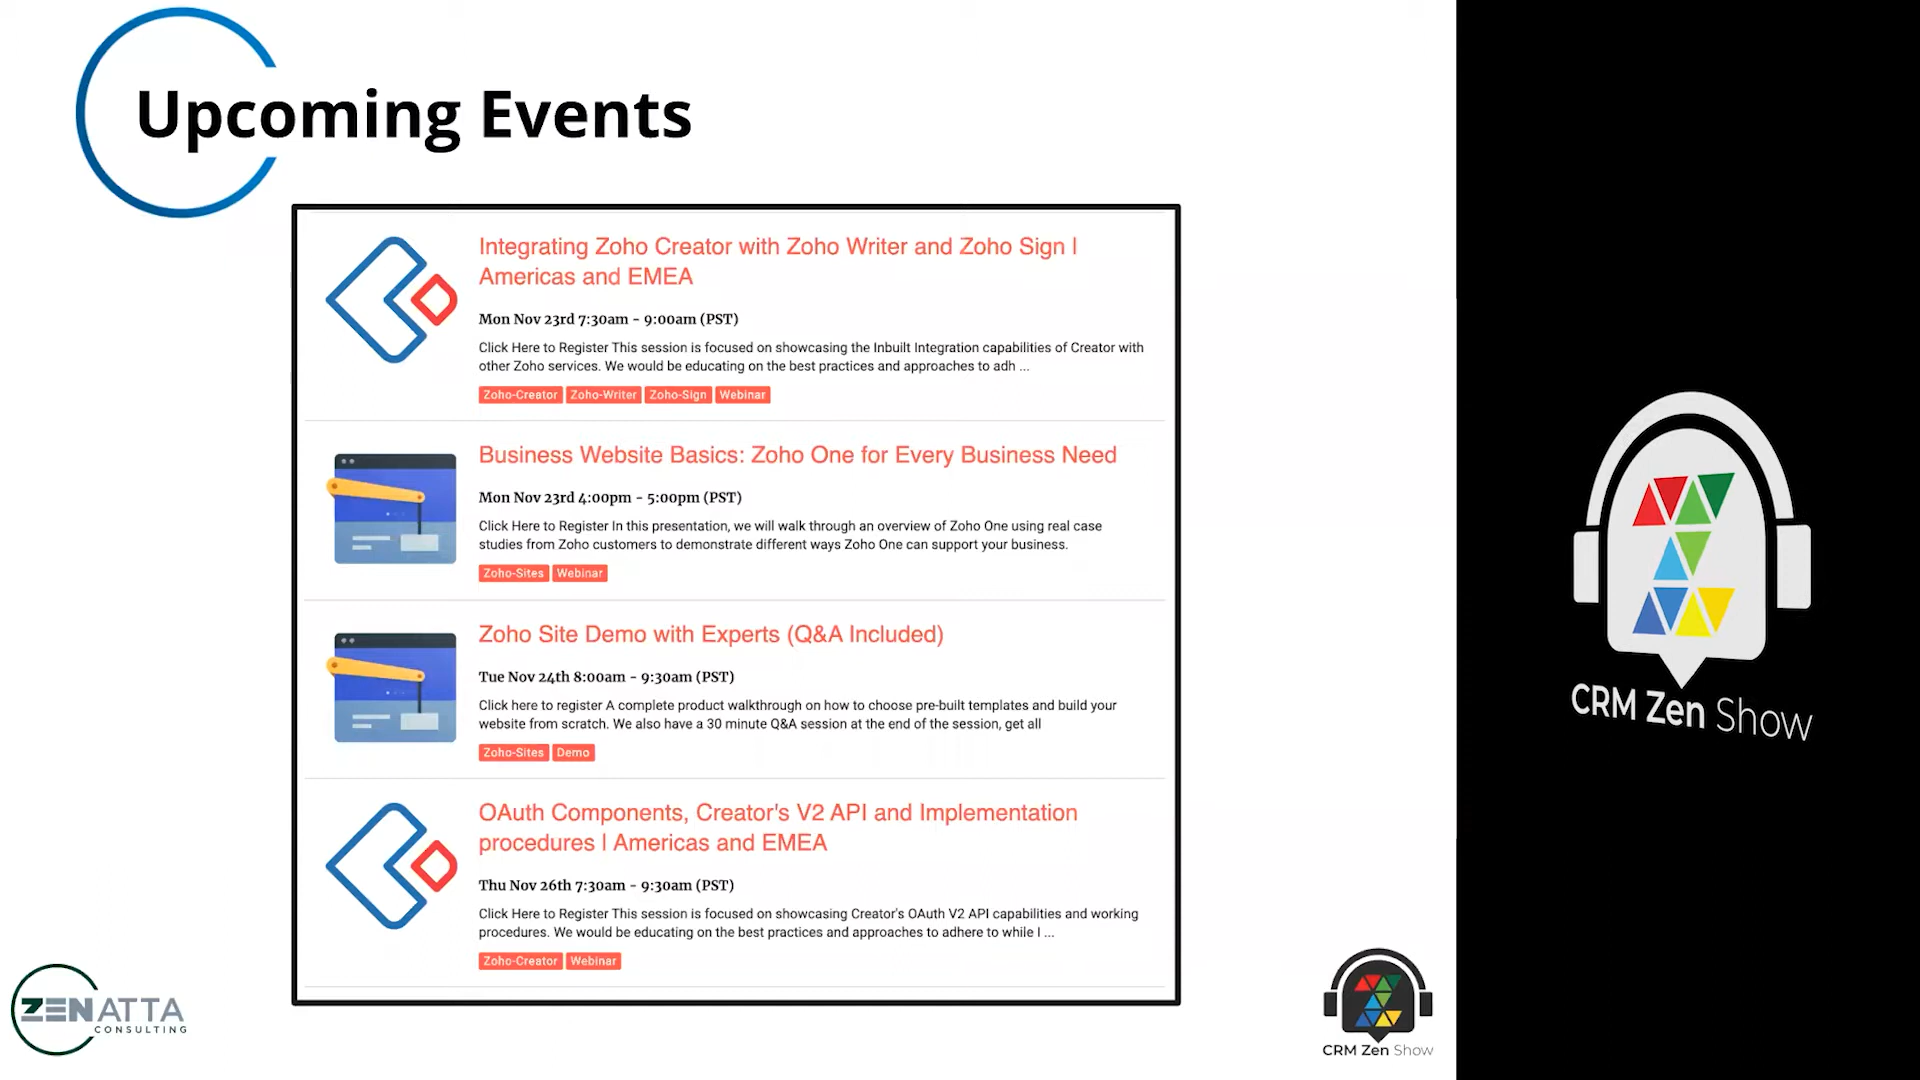 Upcoming Events
Integrating Zoho Creator with Zoho Writer and Zoho Sign |
Americas and EMEA
Mon Nov 23rd 7:30am - 9:00am (PST)
Click Here to Register This session is focused on showcasing the Inbuilt Integration capabilities of Creator with
other Zoho services. We would be educating on the best practices and approaches to adh ...
Zoho-Creator Zoho-Writer Zoho-Sign Webinar
Business Website Basics: Zoho One for Every Business Need
Mon Nov 23rd 4:00pm - 5:00pm (PST)
Click Here to Register In this presentation, we will walk through an overview of Zoho One using real case
studies from Zoho customers to demonstrate different ways Zoho One can support your business.
Zoho-Sites Webinar
Zoho Site Demo with Experts (Q&A Included)
Tue Nov 24th 8:00am - 9:30am (PST)
Click here to register A complete product walkthrough on how to choose pre-built templates and build your
website from scratch. We also have a 30 minute Q&A session at the end of the session, get all
Zoho-Sites Demo
OAuth Components, Creator's V2 API and Implementation
procedures | Americas and EMEA
Thu Nov 26th 7:30am - 9:30am (PST)
Click Here to Register This session is focused on showcasing Creator's OAuth V2 API capabilities and working
procedures. We would be educating on the best practices and approaches to adhere to while I ...
Zoho-Creator Webinar
ZENATTA
CONSULTING
CRM Zen Show
CRM Zen Show